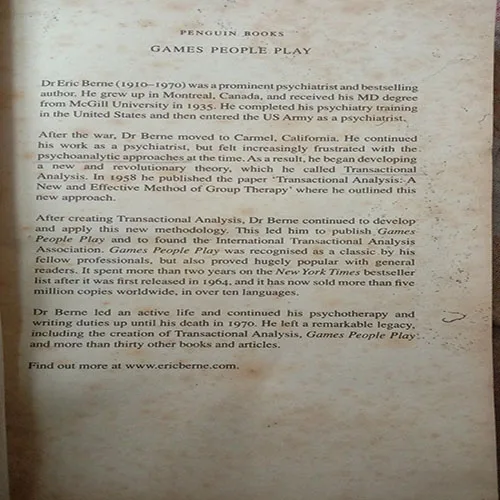 PENGUIN BOOKS
GAMES PEOPLE PLAY
Dr Eric Berne (1910–1970) was a prominent psychiatrist and bestselling
author. He grew up in Montreal, Canada, and received his MD degree
from McGill University in 1935. He completed his psychiatry training
in the United States and then entered the US Army as a psychiatrist.
After the war, Dr Berne moved to Carmel, California. He continued
his work as a psychiatrist, but felt increasingly frustrated with the
psychoanalytic approaches at the time. As a result, he began developing
a new and revolutionary theory, which he called Transactional
Analysis. In 1958 he published the paper 'Transactional Analysis: A
New and Effective Method of Group Therapy' where he outlined this
new approach.
After creating Transactional Analysis, Dr Berne continued to develop
and apply this new methodology. This led him to publish Games
People Play and to found the International Transactional Analysis
Association. Games People Play was recognised as a classic by his
fellow professionals, but also proved hugely popular with general
readers. It spent more than two years on the New York Times bestseller
list after it was first released in 1964, and it has now sold more than five
million copies worldwide, in over ten languages.
Dr Berne led an active life and continued his psychotherapy and
writing duties up until his death in 1970. He left a remarkable legacy,
including the creation of Transactional Analysis, Games People Play
and more than thirty other books and articles.
Find out more at www.ericberne.com.